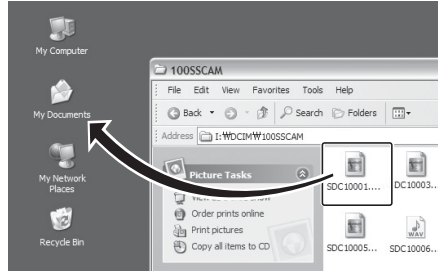 My Computer
My Documents
My Network
Places
Recycle Bin
100SSCAM
File Edit View Favorites Tools Help
Back Search Folders
Address I:₩DCIM₩100SSCAM
Picture Tasks
Order prints online
Print pictures
Copy all items to CD
SDC10001.... DC10003..
SDC10005... SDC10006..
WAV